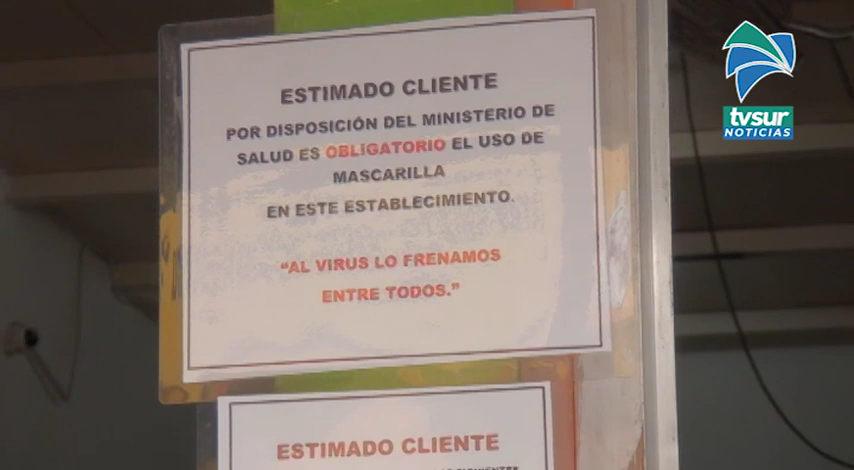 ESTIMADO CLIENTE
POR DISPOSICIÓN DEL MINISTERIO DE
SALUD ES OBLIGATORIO EL USO DE
MASCARILLA
EN ESTE ESTABLECIMIENTO.
“AL VIRUS LO FRENAMOS
ENTRE TODOS.”
ESTIMADO CLIENTE
tvsur
NOTICIAS